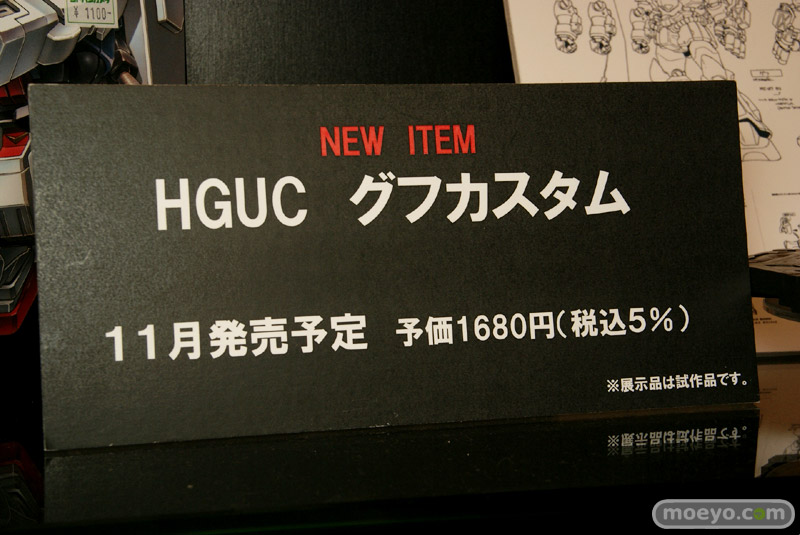 ¥1100-
NEW ITEM
HGUC グフカスタム
11月発売予定 予価1680円(税込5%)
※展示品は試作品です。
moeyo.com